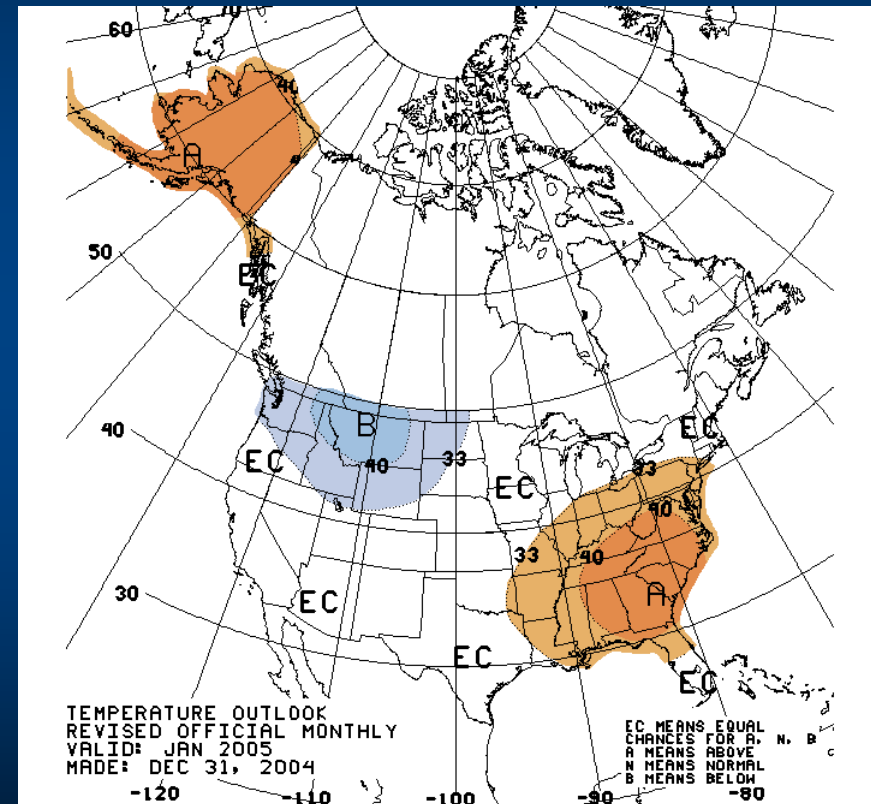 70
60
40
A
50
EC
B
40
EC
40
33
EC
EC
33
40
33
40
30
A
EC
EC
EC
TEMPERATURE OUTLOOK
REVISED OFFICIAL MONTHLY
VALID: JAN 2005
MADE: DEC 31, 2004
EC MEANS EQUAL
CHANCES FOR A, N, B
A MEANS ABOVE
N MEANS NORMAL
B MEANS BELOW
-120
-110
-100
-90
-80